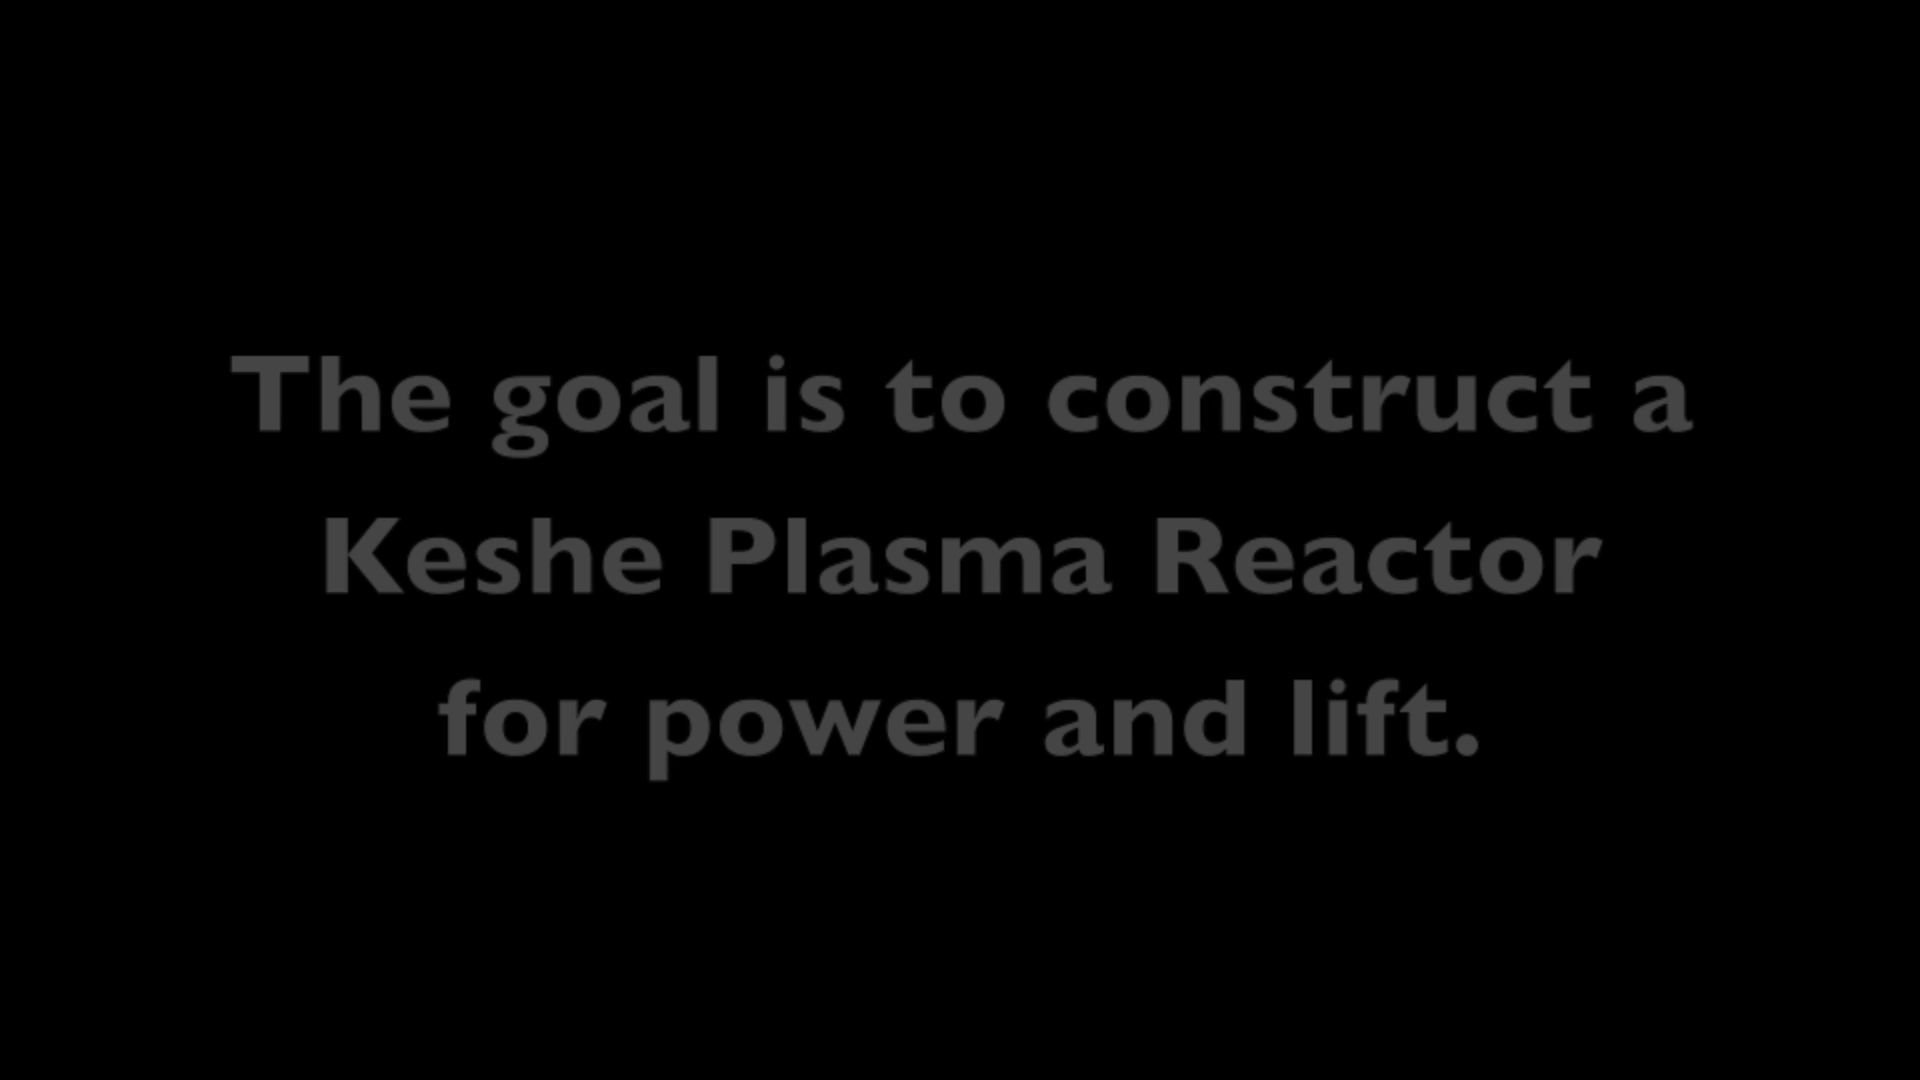 The goal is to construct a
Keshe Plasma Reactor
for power and lift.